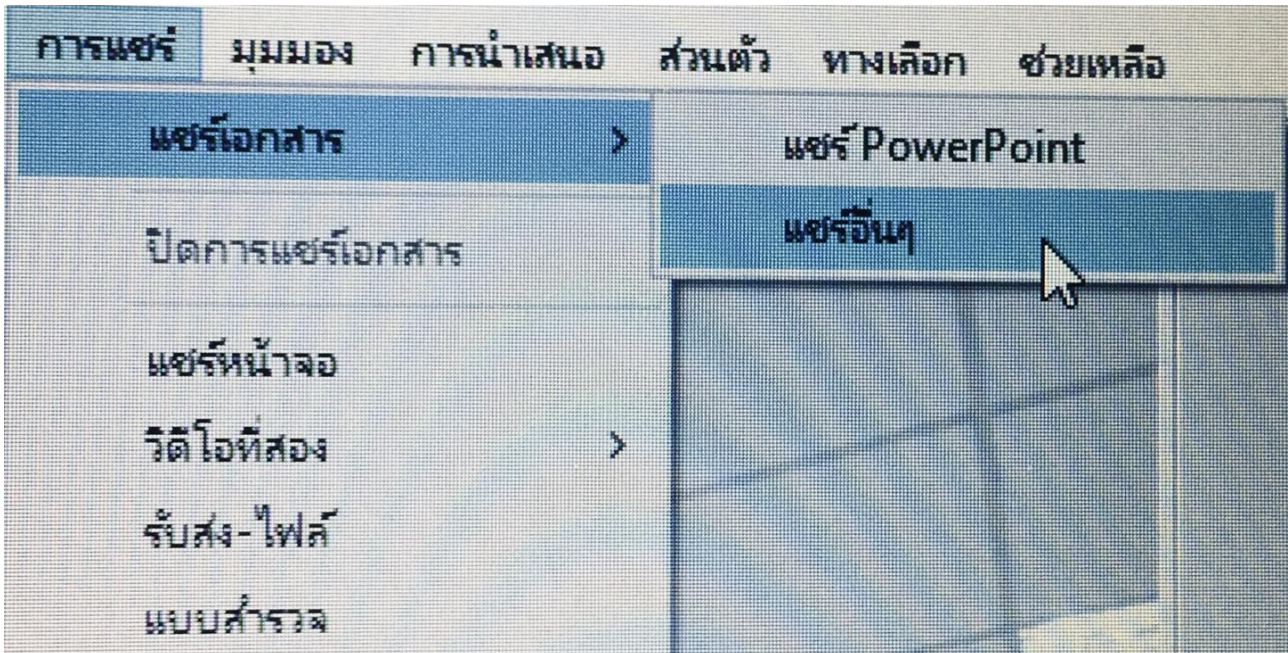 การแชร์ มุมมอง การนำเสนอ ส่วนตัว ทางเลือก ช่วยเหลือ
แชร์เอกสาร
แชร์ PowerPoint
แชร์อื่นๆ
ปิดการแชร์เอกสาร
แชร์หน้าจอ
วิดิโอที่สอง
รับส่ง-ไฟล์
แบบสำรวจ